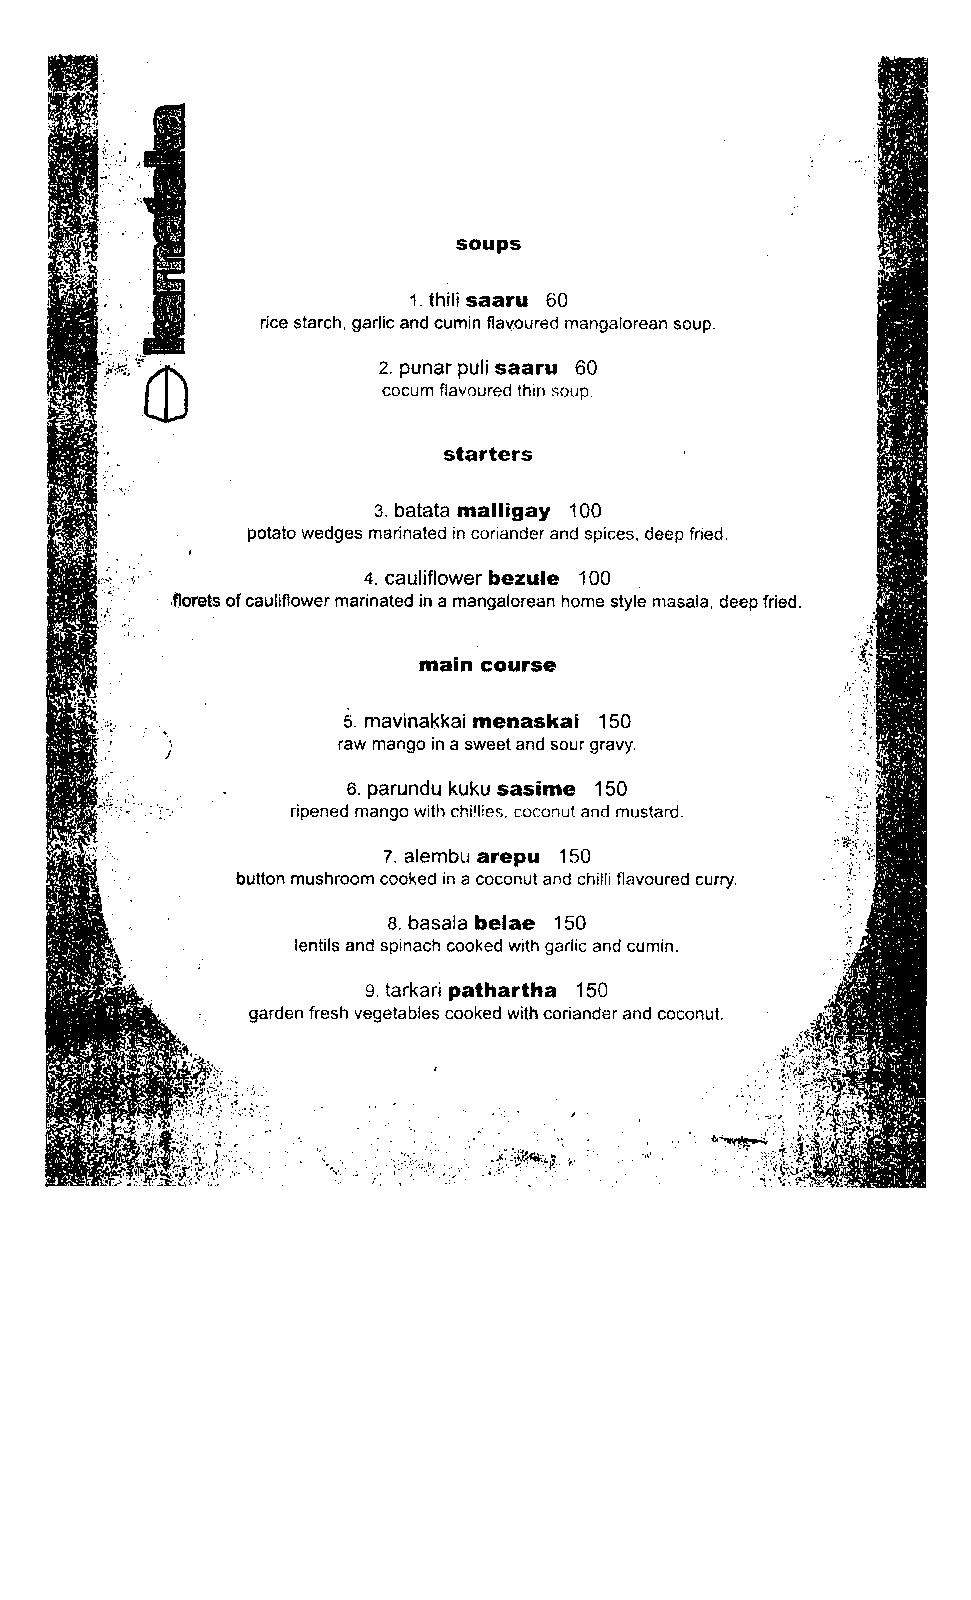 karnataka
soups
1. thili saaru 60
rice starch, garlic and cumin flavoured mangalorean soup.
2. punar puli saaru 60
cocum flavoured thin soup.
starters
3. batata malligay 100
potato wedges marinated in coriander and spices, deep fried.
4. cauliflower bezule 100
florets of cauliflower marinated in a mangalorean home style masala, deep fried.
main course
5. mavinakkai menaskai 150
raw mango in a sweet and sour gravy.
6. parundu kuku sasime 150
ripened mango with chillies, coconut and mustard.
7. alembu arepu 150
button mushroom cooked in a coconut and chilli flavoured curry.
8. basala belae 150
lentils and spinach cooked with garlic and cumin.
9. tarkari pathartha 150
garden fresh vegetables cooked with coriander and coconut.